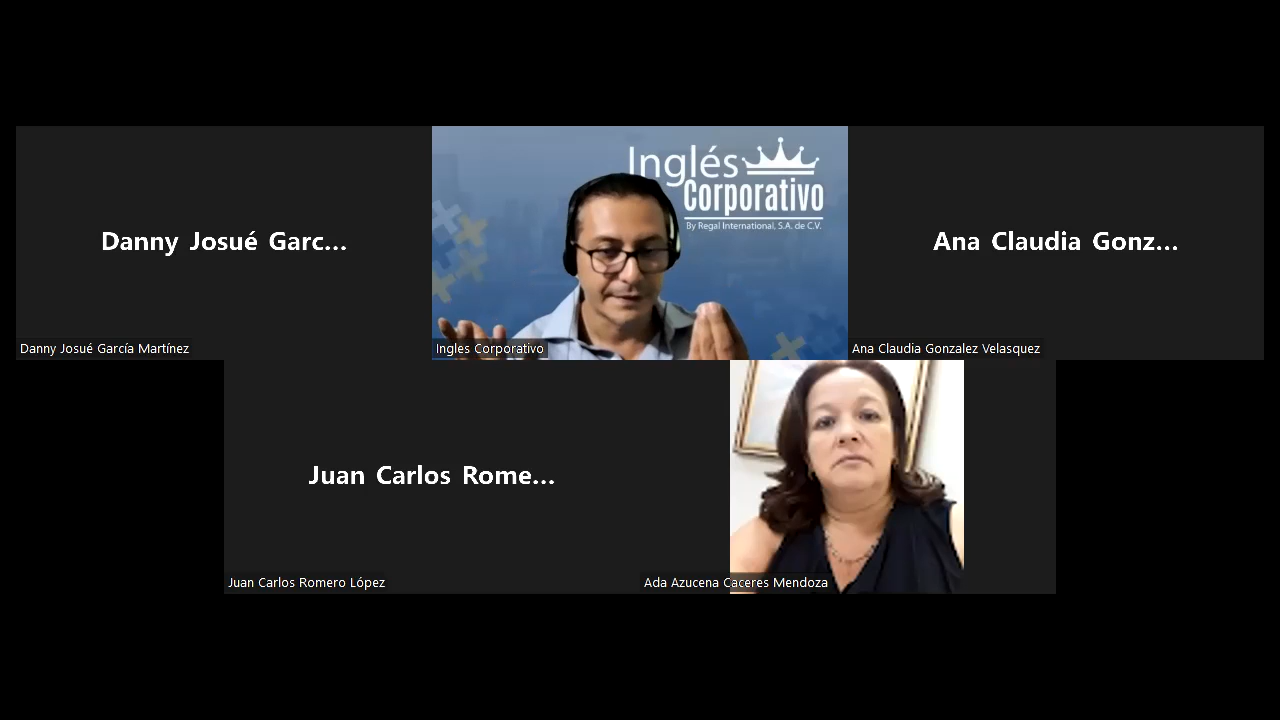 Danny Josué Garc...
Danny Josué García Martínez
Inglés
Corporativo
By Regal International, S.A. de C.V.
Ingles Corporativo
Ana Claudia Gonz...
Ana Claudia Gonzalez Velasquez
Juan Carlos Rome...
Juan Carlos Romero López
Ada Azucena Caceres Mendoza